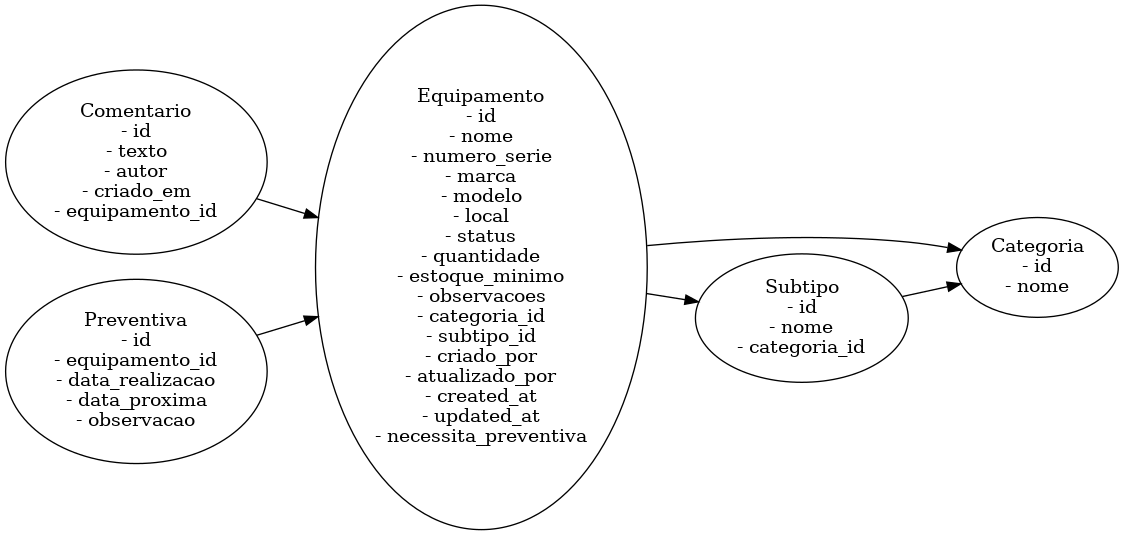 Comentario
- id
- texto
- autor
- criado_em
- equipamento_id
Preventiva
- id
- equipamento_id
- data_realizacao
- data_proxima
- observacao
Equipamento
- id
- nome
- numero_serie
- marca
- modelo
- local
- status
- quantidade
- estoque_minimo
- observacoes
- categoria_id
- subtipo_id
- criado_por
- atualizado_por
- created_at
- updated_at
- necessita_preventiva
Subtipo
- id
- nome
- categoria_id
Categoria
- id
- nome